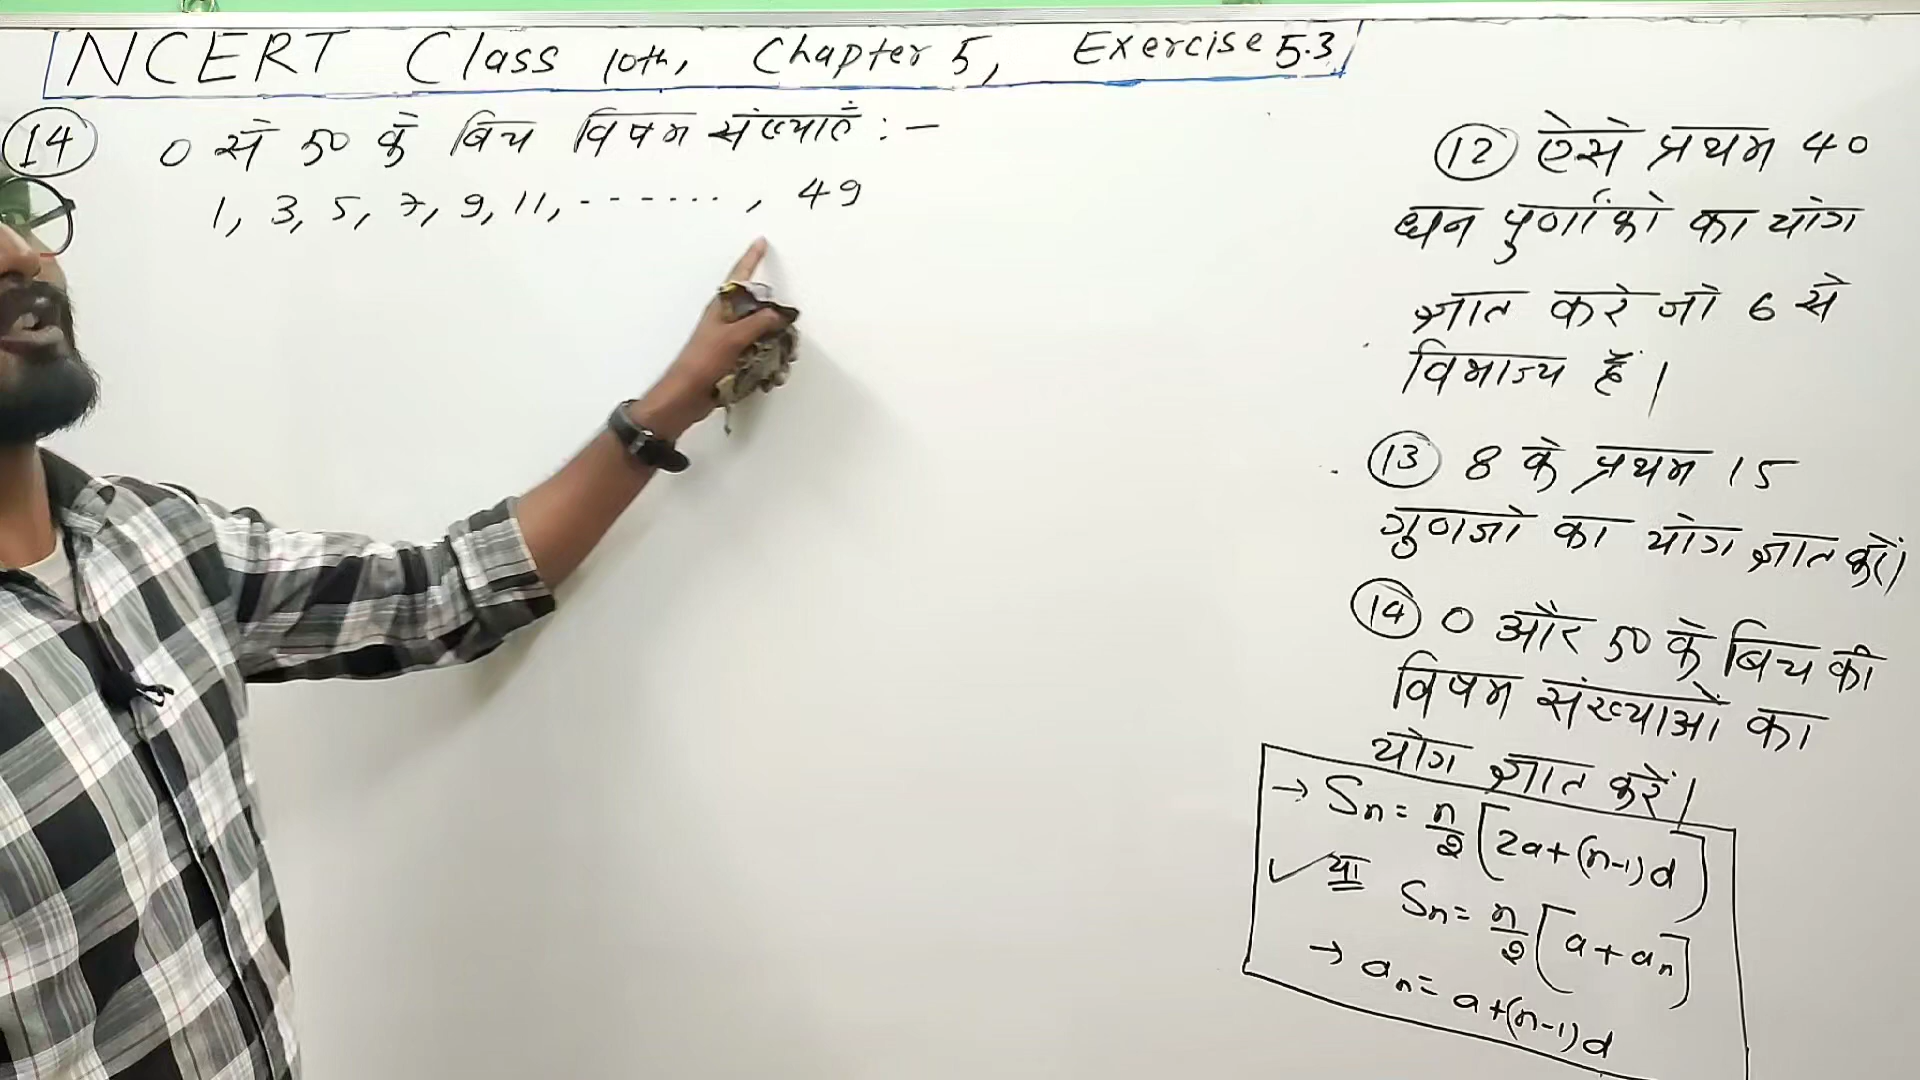 NCERT Class 10th, Chapter 5, Exercise 5.3
14 0 से 50 के बिच विषम संख्याएँ :-
1, 3, 5, 7, 9, 11, ------- , 49
12 ऐसे प्रथम 40
धन पुर्णांको का योग
ज्ञात करे जो 6 से
विभाज्य हैं।
13 8 के प्रथम 15
गुणजो का योग ज्ञात करें।
14 0 और 50 के बिच की
विषम संख्याओं का
योग ज्ञात करें।
→ Sn = n/2 [2a+(n-1)d]
✓ या
Sn = n/2 [a+an]
→ an = a+(n-1)d